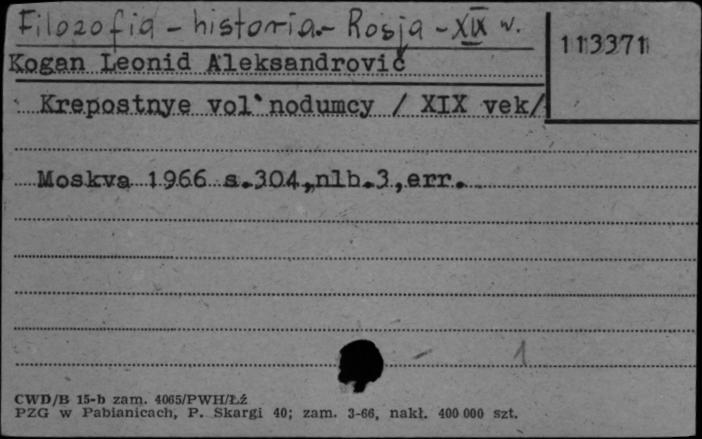 Filozofia - historia - Rosja - XIX w.
113371
Kogan Leonid Aleksandrovič
Krepostnye vol'nodumcy / XIX vek/
Moskva 1966 s.304,nlb.3,err.
1
CWD/B 15-b zam. 4065/PWH/Łź
PZG w Pabianicach, P. Skargi 40; zam. 3-66, nakł. 400 000 szt.